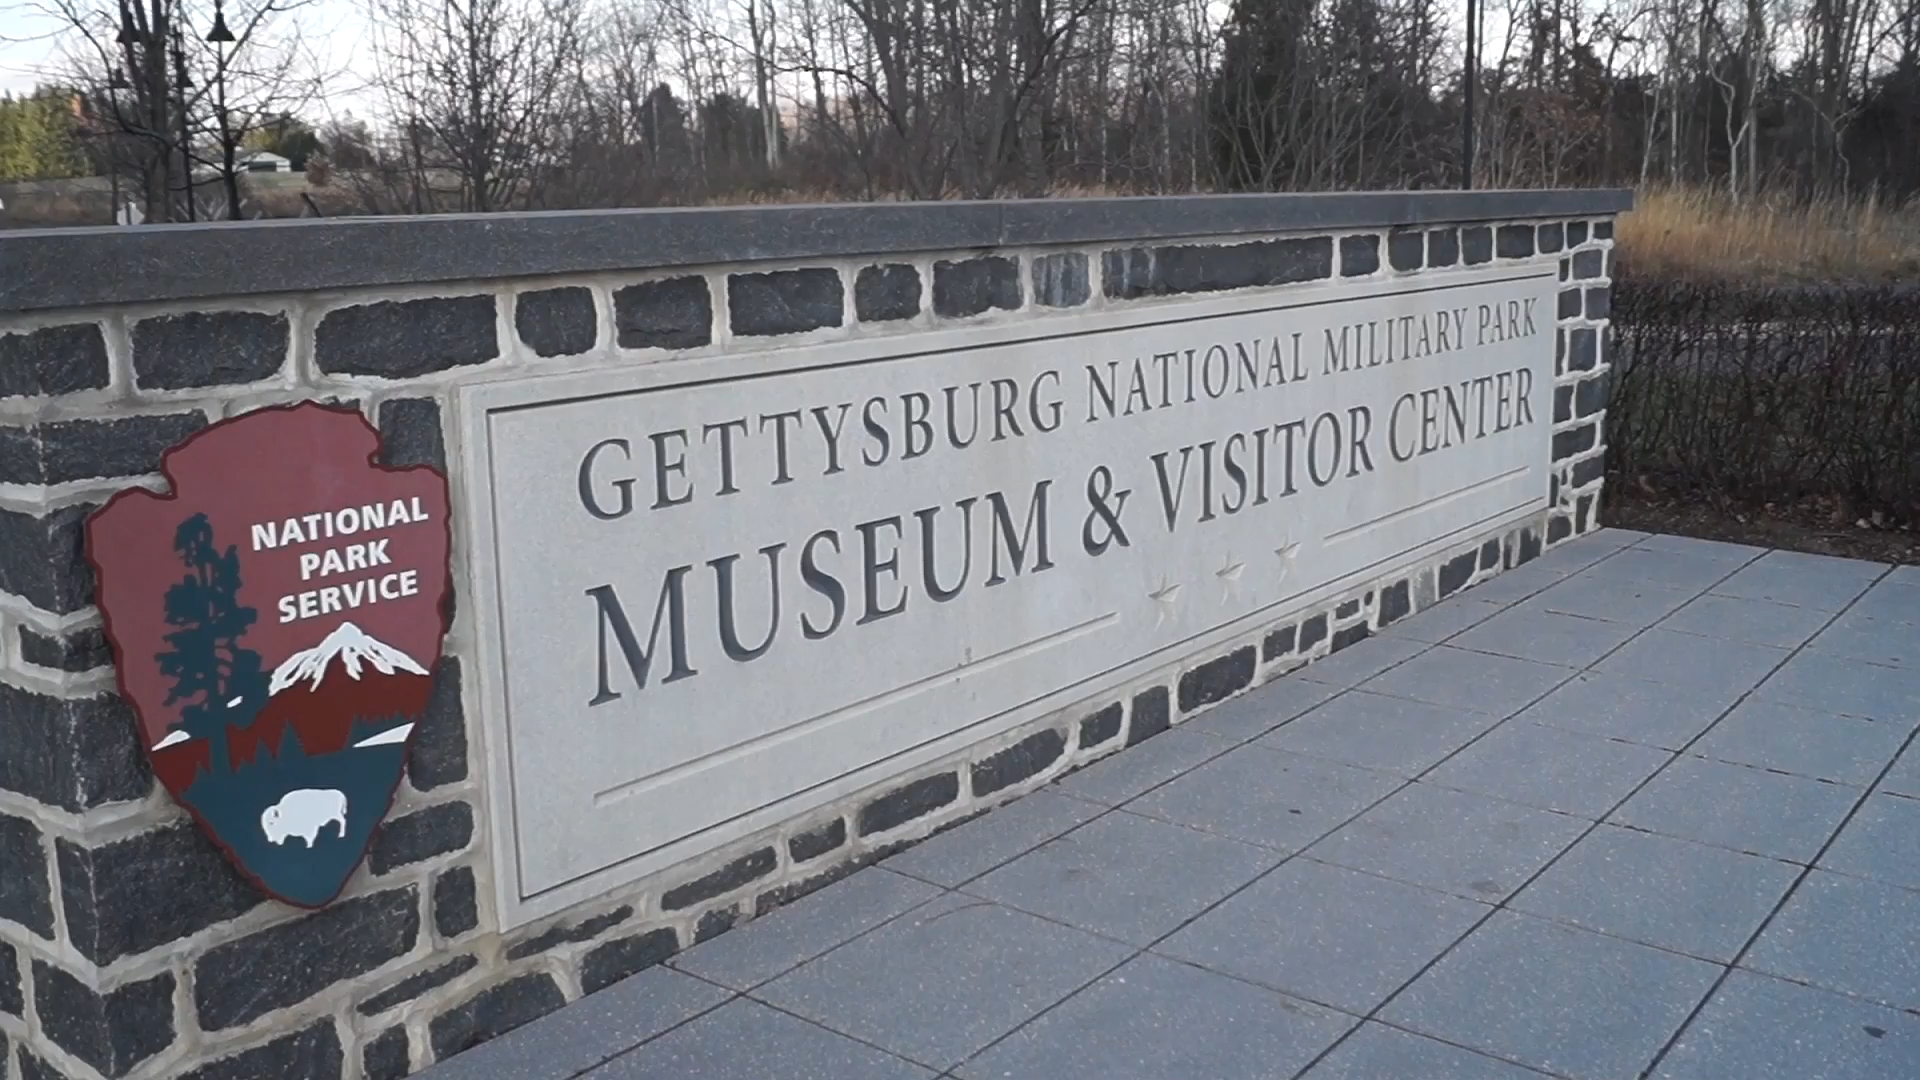 NATIONAL
PARK
SERVICE
GETTYSBURG NATIONAL MILITARY PARK
MUSEUM & VISITOR CENTER